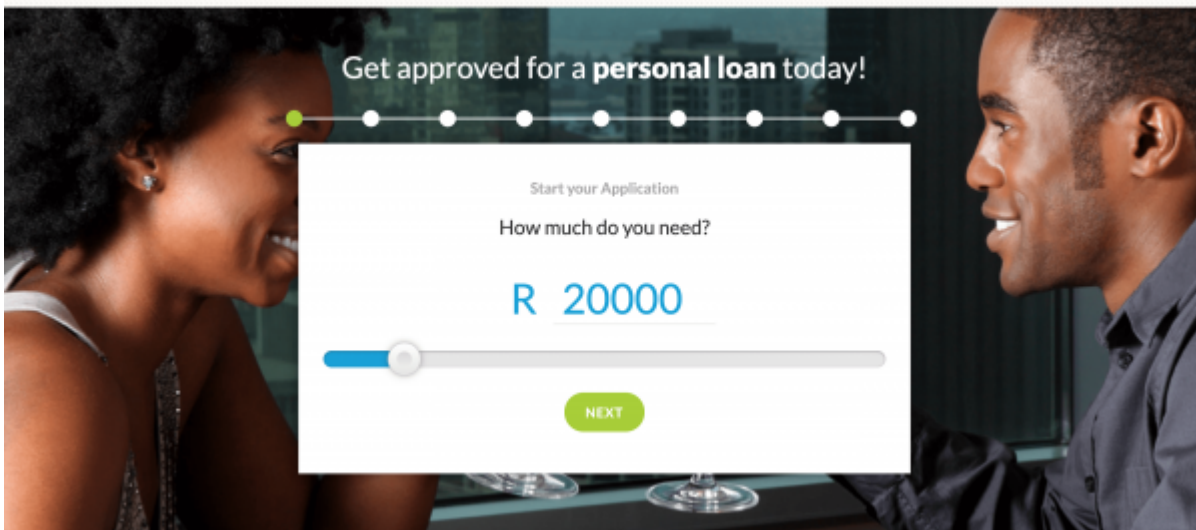 Get approved for a personal loan today!
Start your Application
How much do you need?
R 20000
NEXT